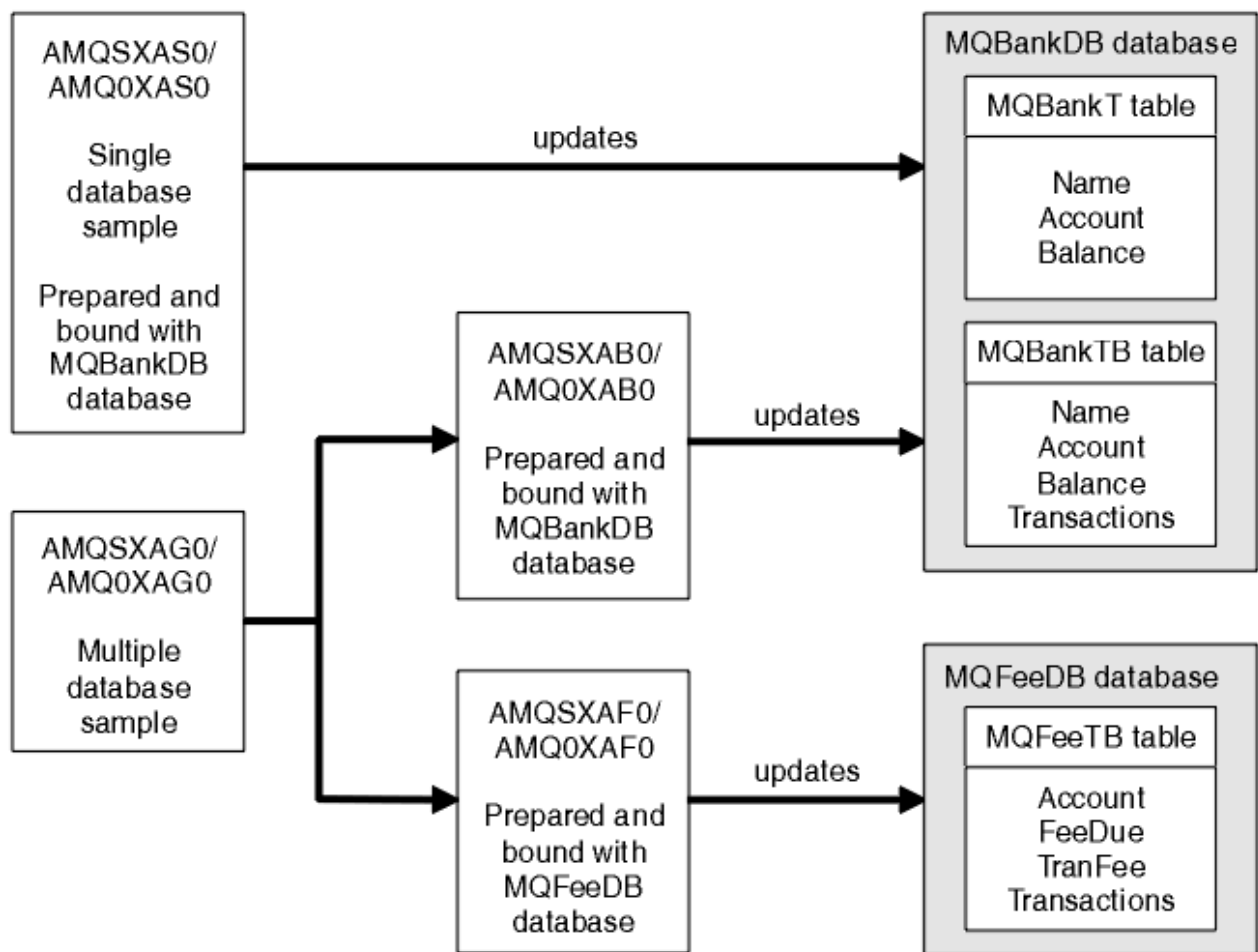 AMQSXAS0/
AMQ0XAS0
Single
database
sample
Prepared and
bound with
MQBankDB
database
updates
MQBankDB database
MQBankT table
Name
Account
Balance
MQBankTB table
Name
Account
Balance
Transactions
AMQSXAG0/
AMQ0XAG0
Multiple
database
sample
AMQSXAB0/
AMQ0XAB0
Prepared and
bound with
MQBankDB
database
updates
AMQSXAF0/
AMQ0XAF0
Prepared and
bound with
MQFeeDB
database
updates
MQFeeDB database
MQFeeTB table
Account
FeeDue
TranFee
Transactions